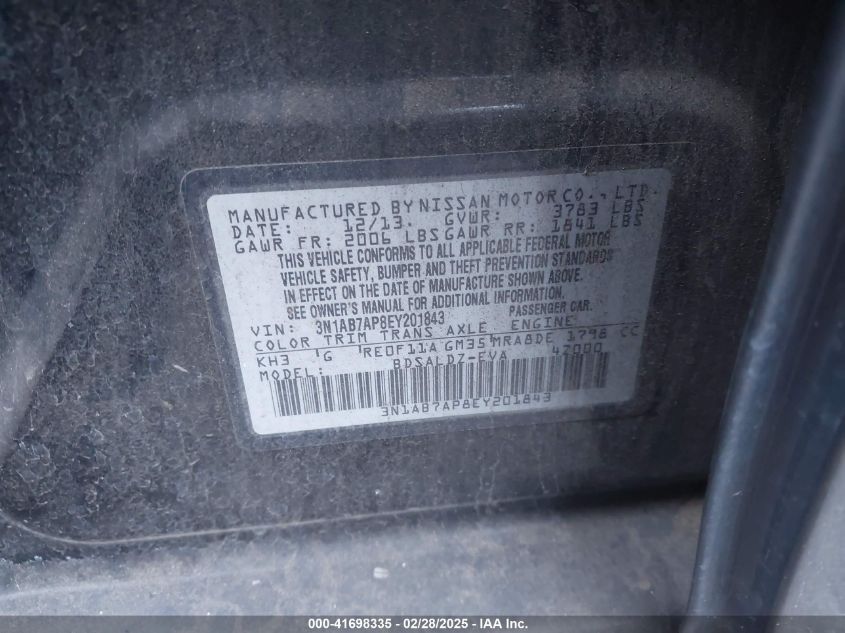 MANUFACTURED BY NISSAN MOTOR CO., LTD.
DATE: 12/13. GVWR: 3783 LBS
GAWR FR: 2006 LBS GAWR RR: 1841 LBS
THIS VEHICLE CONFORMS TO ALL APPLICABLE FEDERAL MOTOR
VEHICLE SAFETY, BUMPER AND THEFT PREVENTION STANDARDS
IN EFFECT ON THE DATE OF MANUFACTURE SHOWN ABOVE.
SEE OWNER'S MANUAL FOR ADDITIONAL INFORMATION.
VIN: 3N1AB7AP8EY201843 PASSENGER CAR.
COLOR TRIM TRANS AXLE ENGINE
KH3 G RE0F11A GM35 MRA8DE 1798 CC
MODEL: BDSALDZ-EVA 42000
3N1AB7AP8EY201843
000-41698335 - 02/28/2025 - IAA Inc.